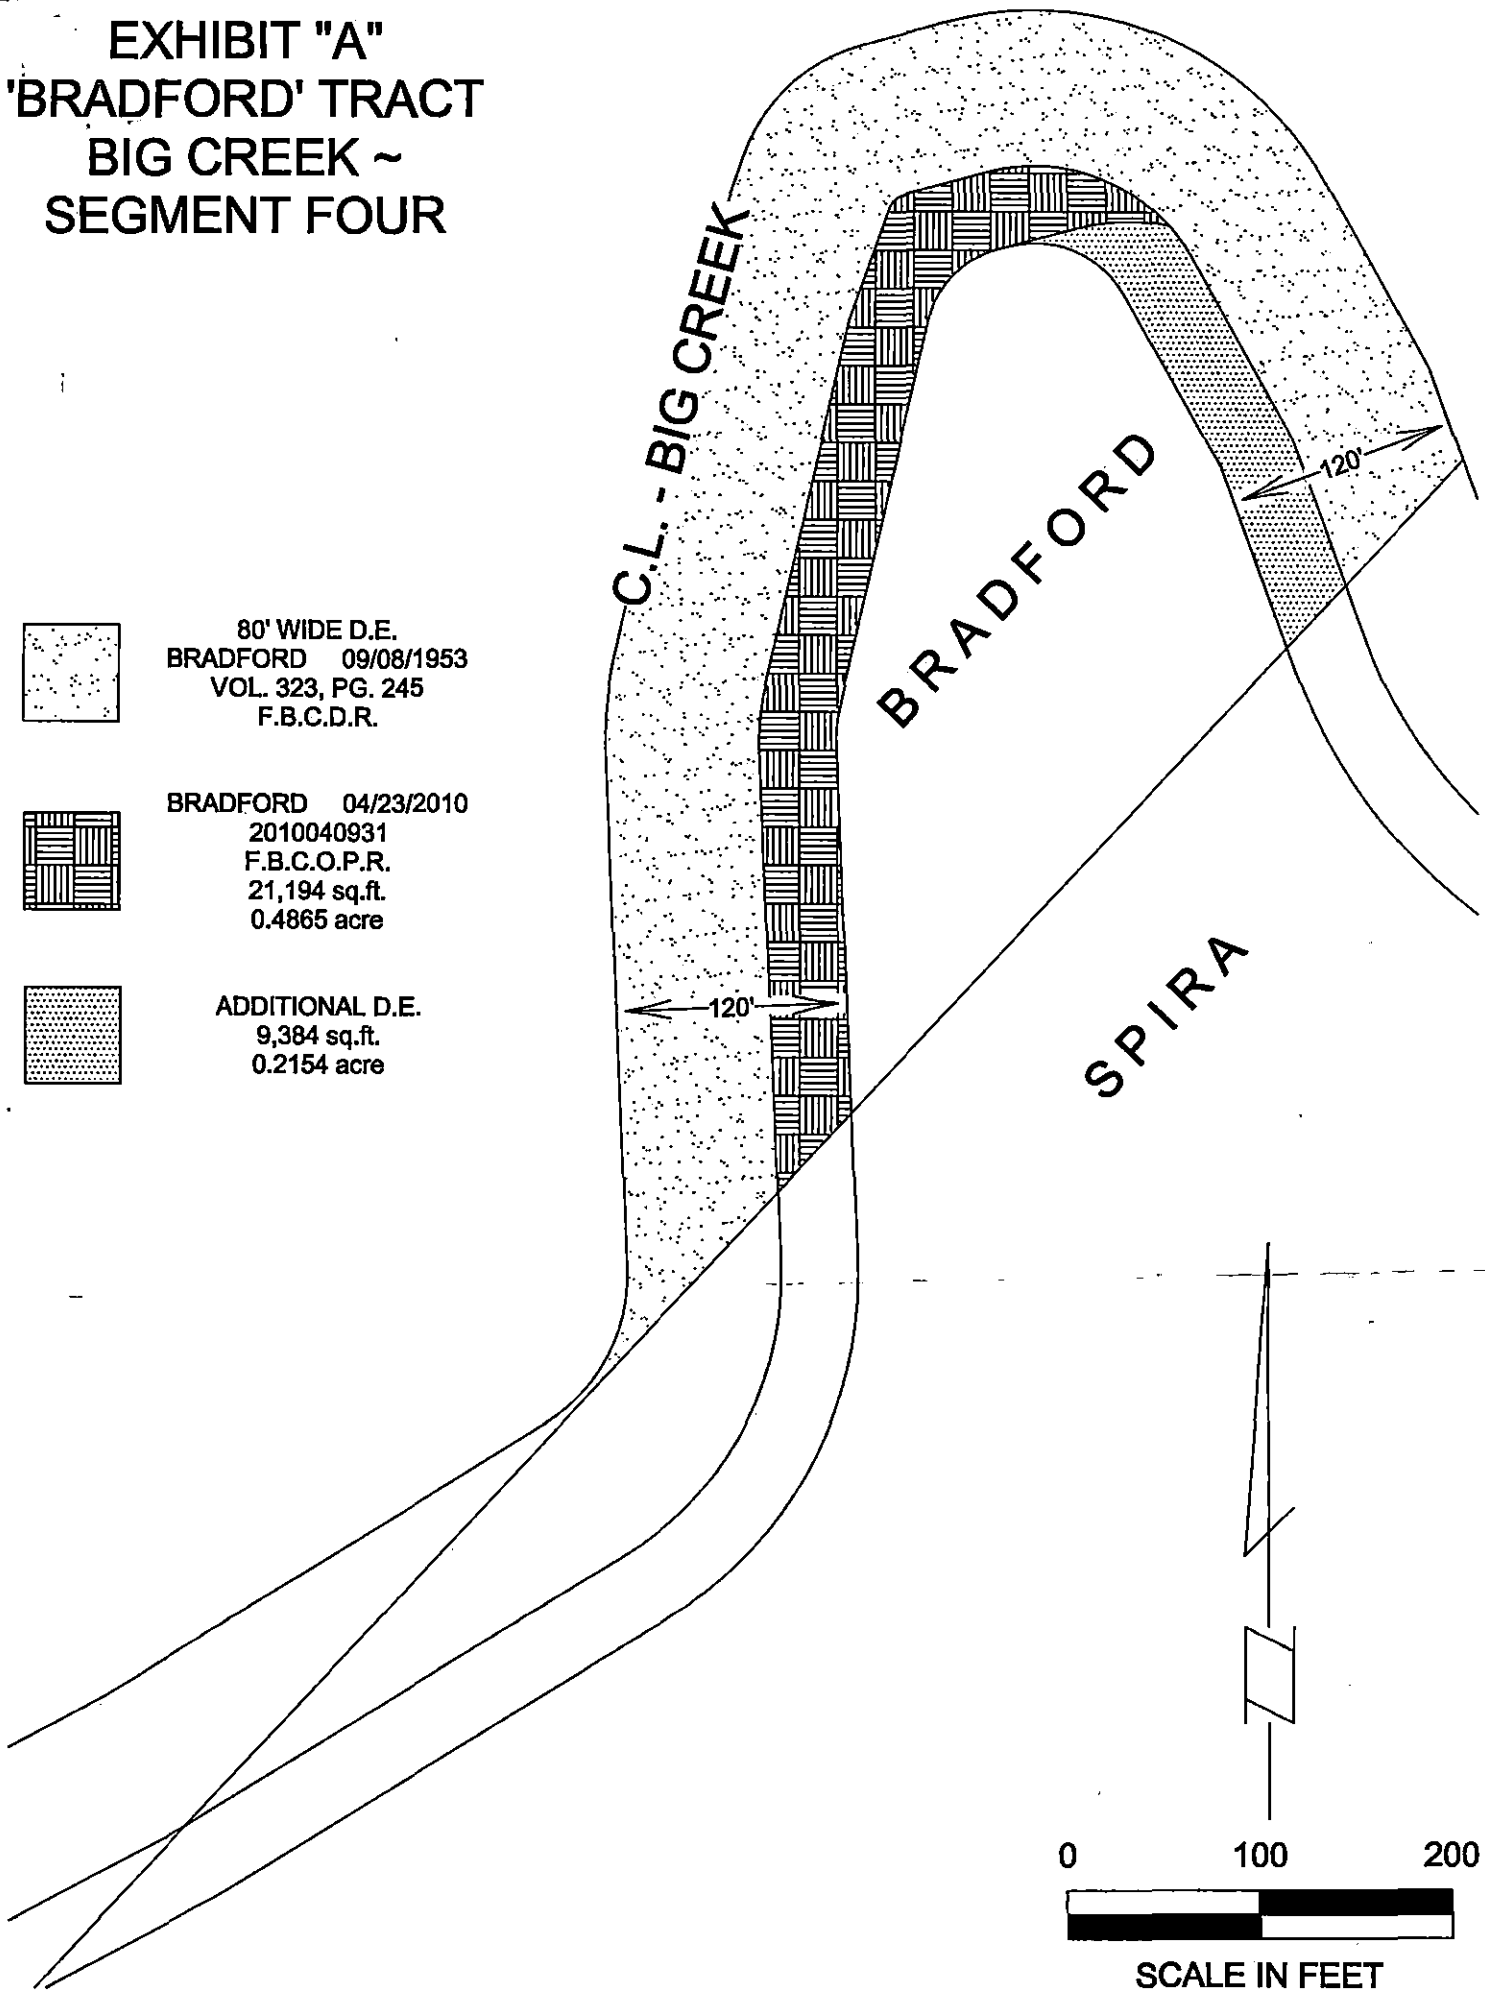 EXHIBIT "A"
'BRADFORD' TRACT
BIG CREEK ~
SEGMENT FOUR
C.L. - BIG CREEK
120'
BRADFORD
80' WIDE D.E.
BRADFORD 09/08/1953
VOL. 323, PG. 245
F.B.C.D.R.
BRADFORD 04/23/2010
2010040931
F.B.C.O.P.R.
21,194 sq.ft.
0.4865 acre
ADDITIONAL D.E.
9,384 sq.ft.
0.2154 acre
120'
SPIRA
N
0 100 200
SCALE IN FEET